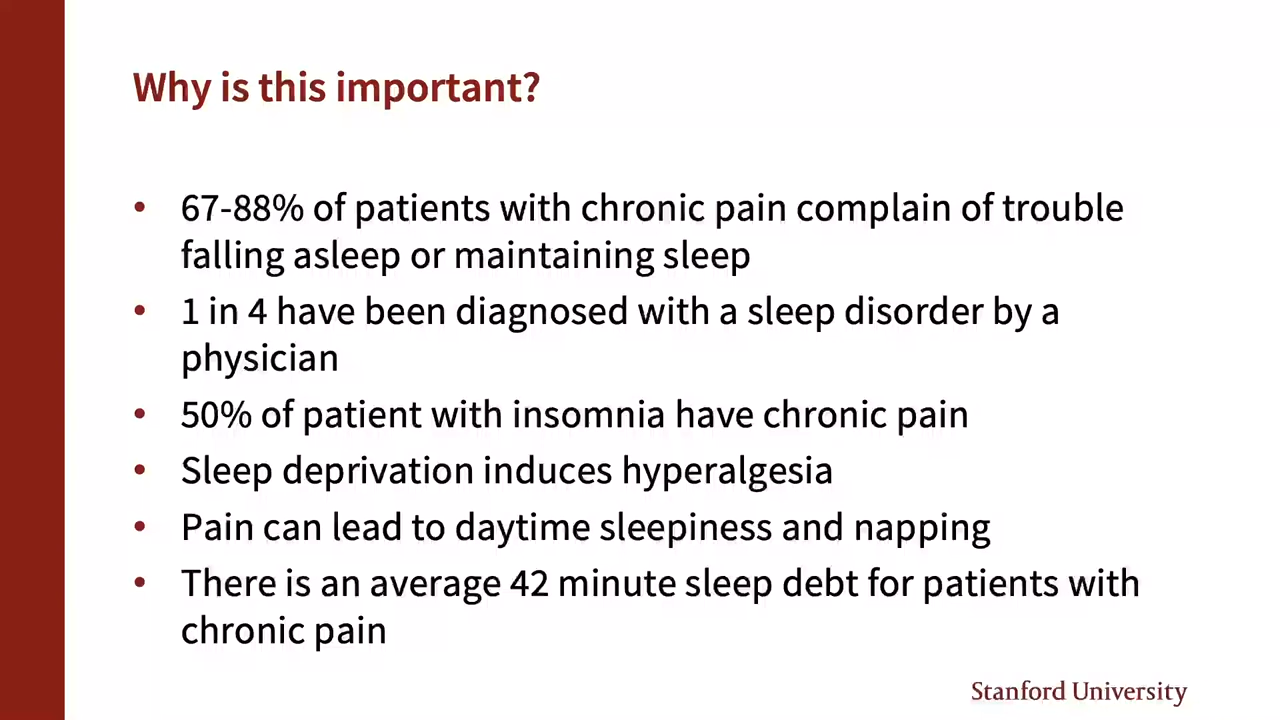 Why is this important?
• 67-88% of patients with chronic pain complain of trouble
falling asleep or maintaining sleep
• 1 in 4 have been diagnosed with a sleep disorder by a
physician
• 50% of patient with insomnia have chronic pain
• Sleep deprivation induces hyperalgesia
• Pain can lead to daytime sleepiness and napping
• There is an average 42 minute sleep debt for patients with
chronic pain
Stanford University